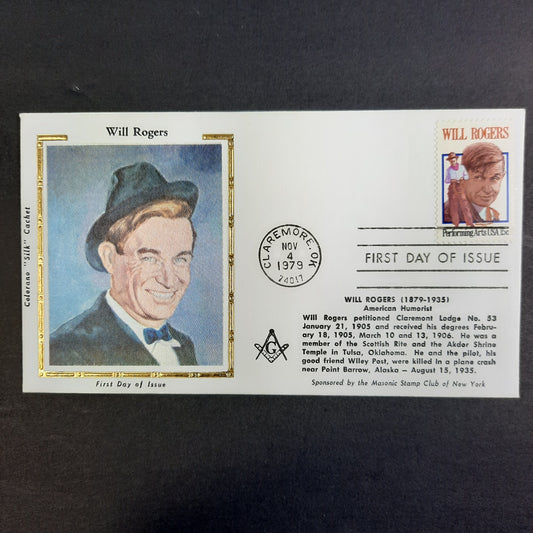 Will Rogers
Colorano "Silk" Cachet
First Day of Issue
WILL ROGERS
Performing Arts USA 15c
CLAREMORE, OK
NOV
4
1979
74017
FIRST DAY OF ISSUE
WILL ROGERS (1879-1935)
American Humorist
Will Rogers petitioned Claremont Lodge No. 53
January 21, 1905 and received his degrees Febru-
ary 18, 1905, March 10 and 13, 1906. He was a
member of the Scottish Rite and the Akdar Shrine
Temple in Tulsa, Oklahoma. He and the pilot, his
good friend Wiley Post, were killed in a plane crash
near Point Barrow, Alaska — August 15, 1935.
G
Sponsored by the Masonic Stamp Club of New York